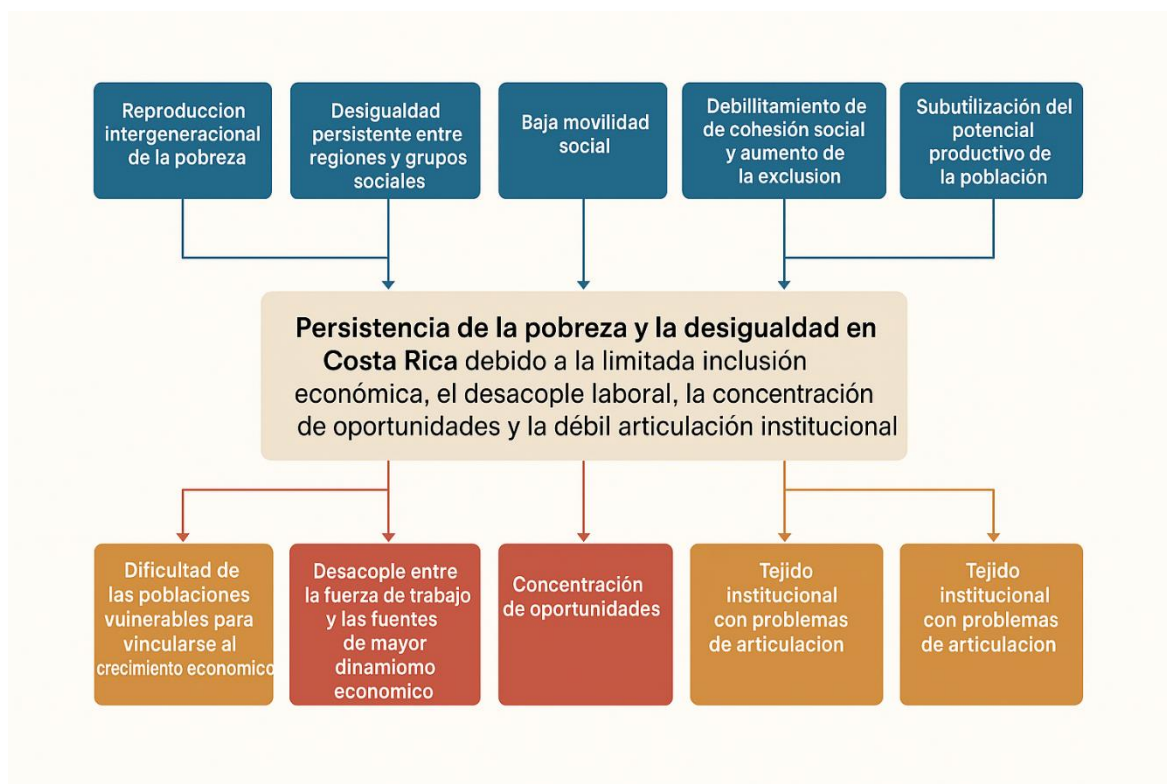 Reproduccion
intergeneracional
de la pobreza
Desigualdad
persistente entre
regiones y grupos
sociales
Baja movilidad
social
Debillitamiento de
de cohesión social
y aumento de
la exclusion
Subutilización del
potencial
productivo de
la población
Persistencia de la pobreza y la desigualdad en
Costa Rica debido a la limitada inclusión
económica, el desacople laboral, la concentración
de oportunidades y la débil articulación institucional
Dificultad de
las poblaciones
vuinerables para
vincularse al
crecimiento economico
Desacople entre
la fuerza de trabajo
y las fuentes
de mayor
dinamiomo
economico
Concentración
de oportunidades
Tejido
institucional
con problemas
de articulacion
Tejido
institucional
con problemas
de articulacion